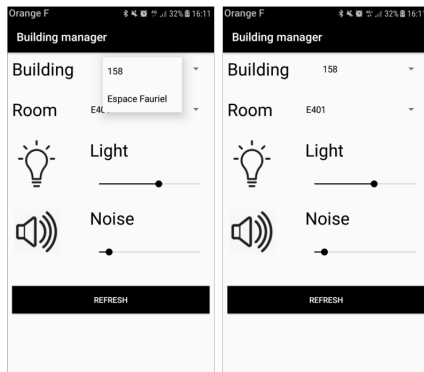 Orange F 32% 16:11
Building manager
Building 158
Espace Fauriel
Room E40
Light
Noise
REFRESH
Orange F 32% 16:11
Building manager
Building 158
Room E401
Light
Noise
REFRESH